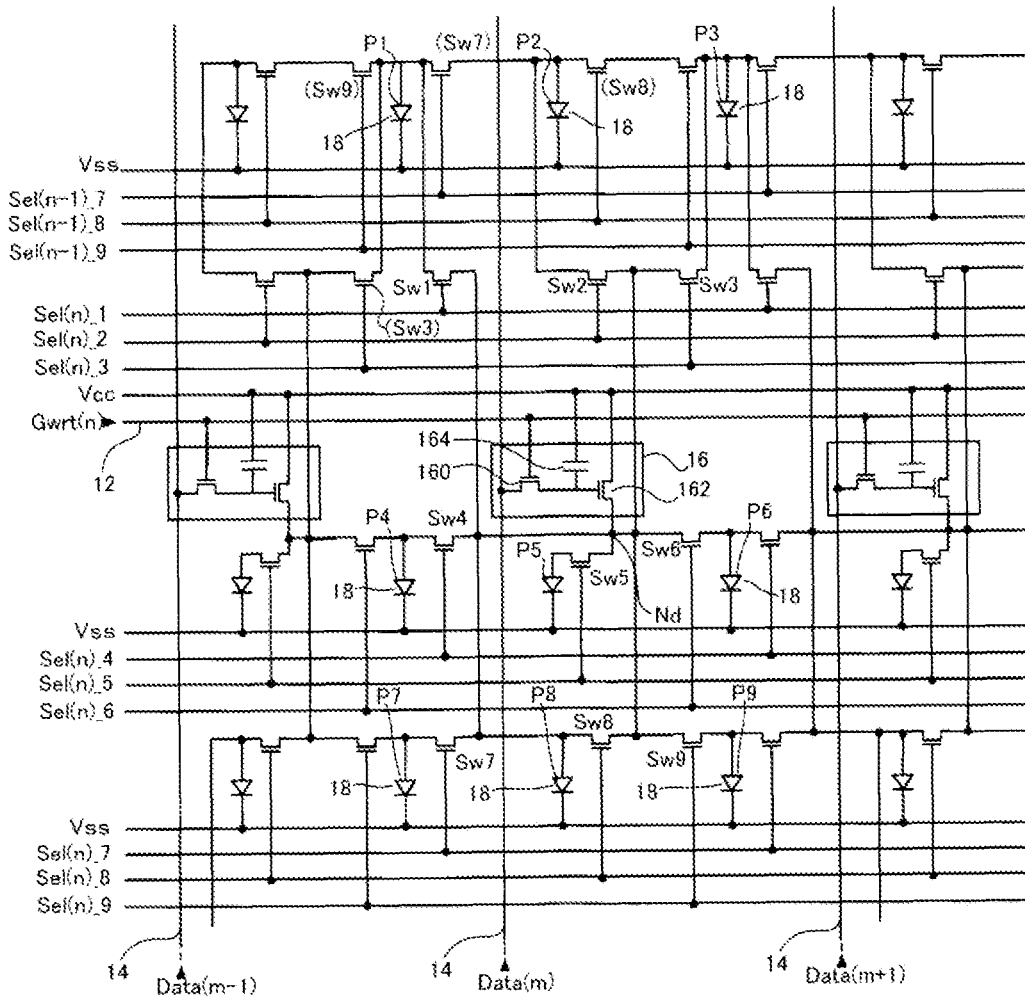 P1 (Sw7) P2 P3
(Sw9) (Sw8)
18 18 18
Vss
Sel(n-1)_7
Sel(n-1)_8
Sel(n-1)_9
Sw1 Sw2 Sw3
Sel(n)_1
(Sw3)
Sel(n)_2
Sel(n)_3
Vcc
Gwrt(n)
12 164 160 16 162
P4 Sw4 P5 Sw5 Sw6 P6
18 18
Nd
Vss
Sel(n)_4
Sel(n)_5
Sel(n)_6
P7 P8 Sw8 P9
Sw7 Sw9
18 18 18
Vss
Sel(n)_7
Sel(n)_8
Sel(n)_9
14 14 14
Data(m-1) Data(m) Data(m+1)